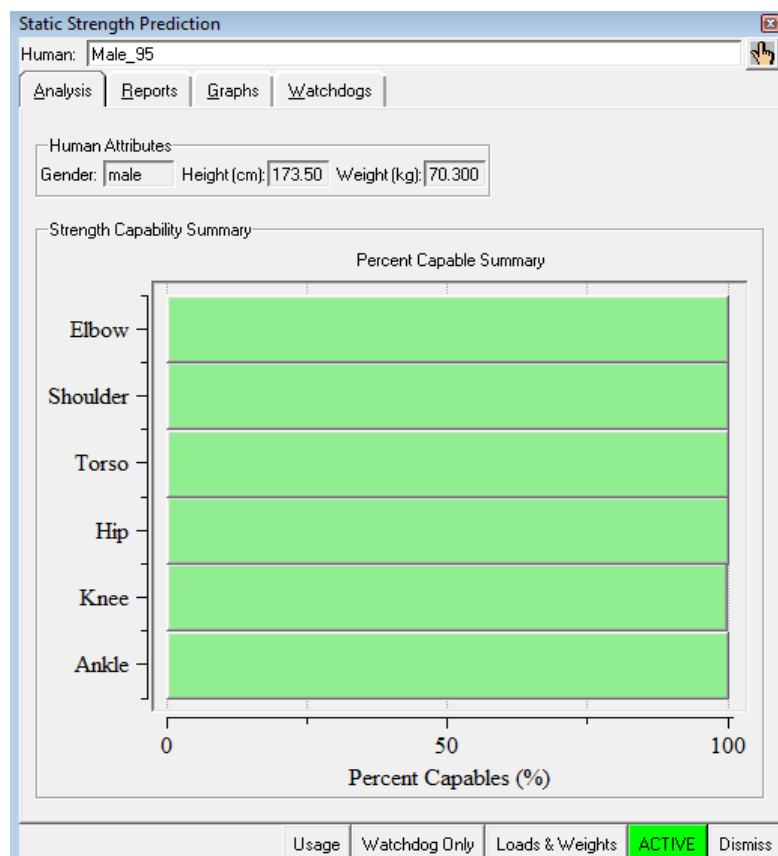 Static Strength Prediction
Human: Male_95
Analysis Reports Graphs Watchdogs
Human Attributes
Gender: male Height (cm): 173.50 Weight (kg): 70.300
Strength Capability Summary
Percent Capable Summary
Elbow
Shoulder
Torso
Hip
Knee
Ankle
0 50 100
Percent Capables (%)
Usage Watchdog Only Loads & Weights ACTIVE Dismiss